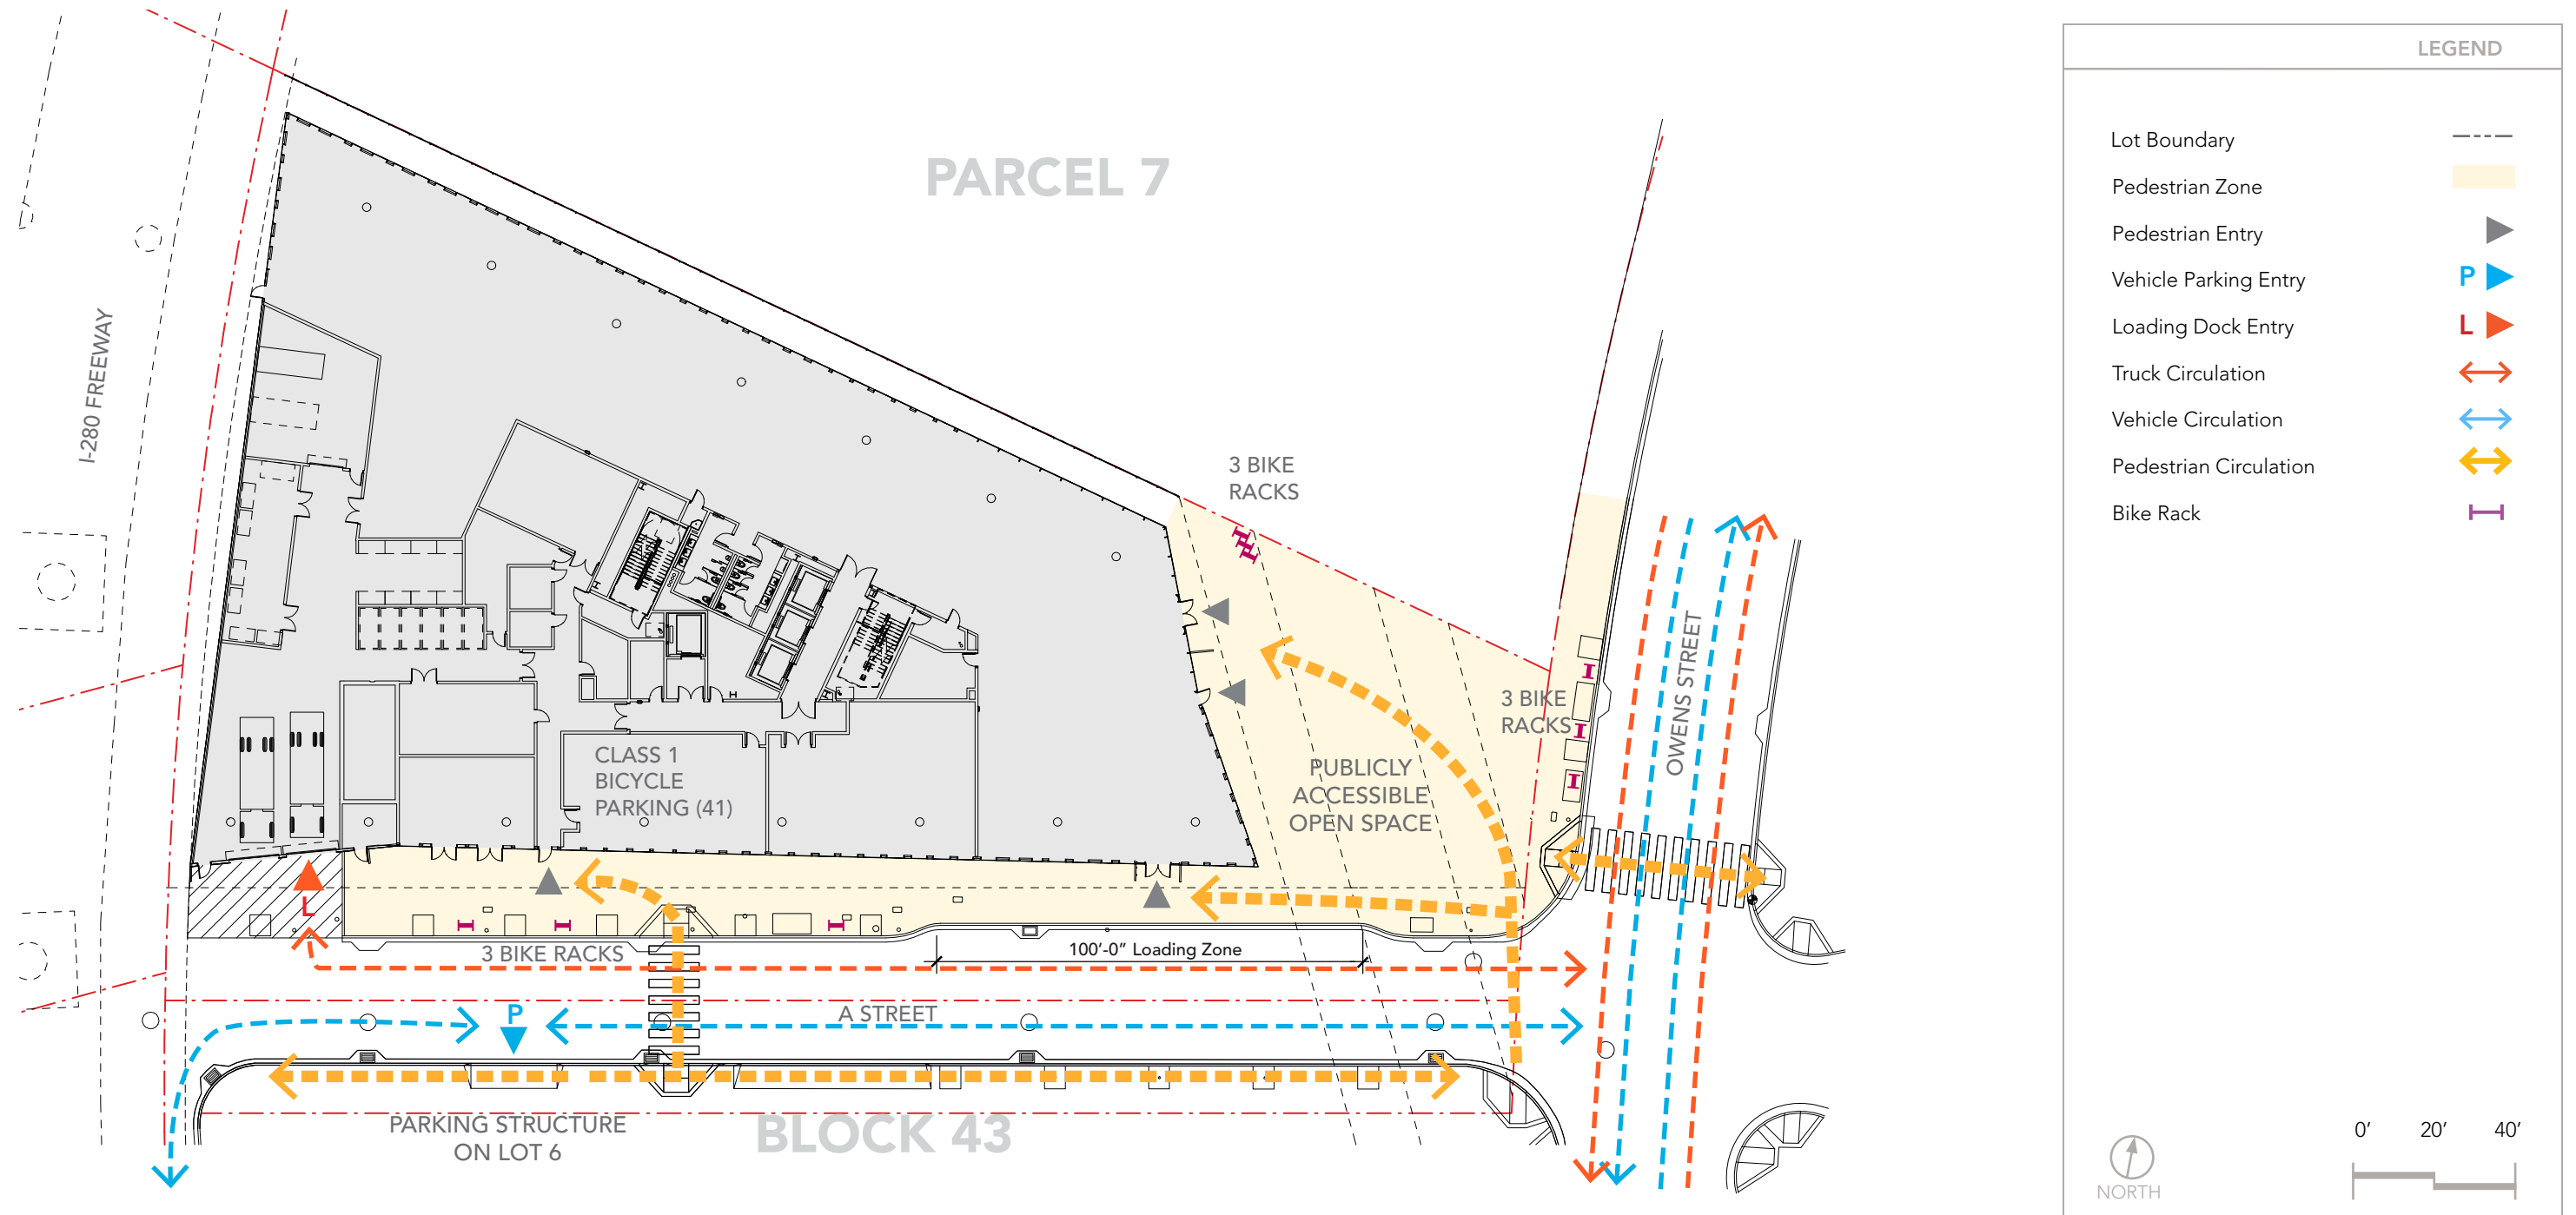 PARCEL 7
I-280 FREEWAY
3 BIKE
RACKS
3 BIKE
RACKS
OWENS STREET
CLASS 1
BICYCLE
PARKING (41)
PUBLICLY
ACCESSIBLE
OPEN SPACE
L
3 BIKE RACKS
100’-0” Loading Zone
P
A STREET
PARKING STRUCTURE
ON LOT 6
BLOCK 43
LEGEND
Lot Boundary
Pedestrian Zone
Pedestrian Entry
Vehicle Parking Entry P
Loading Dock Entry L
Truck Circulation
Vehicle Circulation
Pedestrian Circulation
Bike Rack
0’ 20’ 40’
NORTH